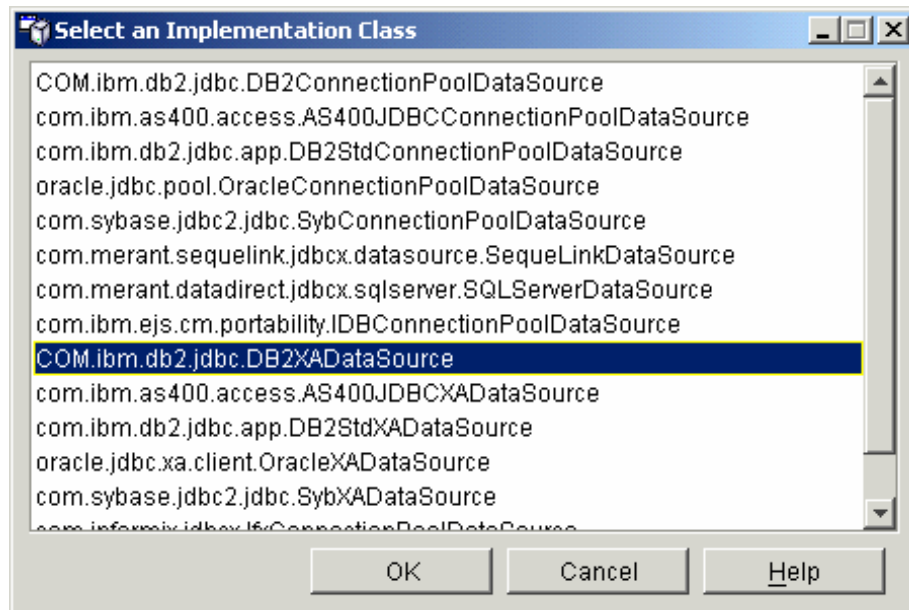 Select an Implementation Class
COM.ibm.db2.jdbc.DB2ConnectionPoolDataSource
com.ibm.as400.access.AS400JDBCConnectionPoolDataSource
com.ibm.db2.jdbc.app.DB2StdConnectionPoolDataSource
oracle.jdbc.pool.OracleConnectionPoolDataSource
com.sybase.jdbc2.jdbc.SybConnectionPoolDataSource
com.merant.sequelink.jdbcx.datasource.SequeLinkDataSource
com.merant.datadirect.jdbcx.sqlserver.SQLServerDataSource
com.ibm.ejs.cm.portability.IDBConnectionPoolDataSource
COM.ibm.db2.jdbc.DB2XADataSource
com.ibm.as400.access.AS400JDBCXADataSource
com.ibm.db2.jdbc.app.DB2StdXADataSource
oracle.jdbc.xa.client.OracleXADataSource
com.sybase.jdbc2.jdbc.SybXADataSource
com.informix.jdbcx.IfxConnectionPoolDataSource
OK Cancel Help